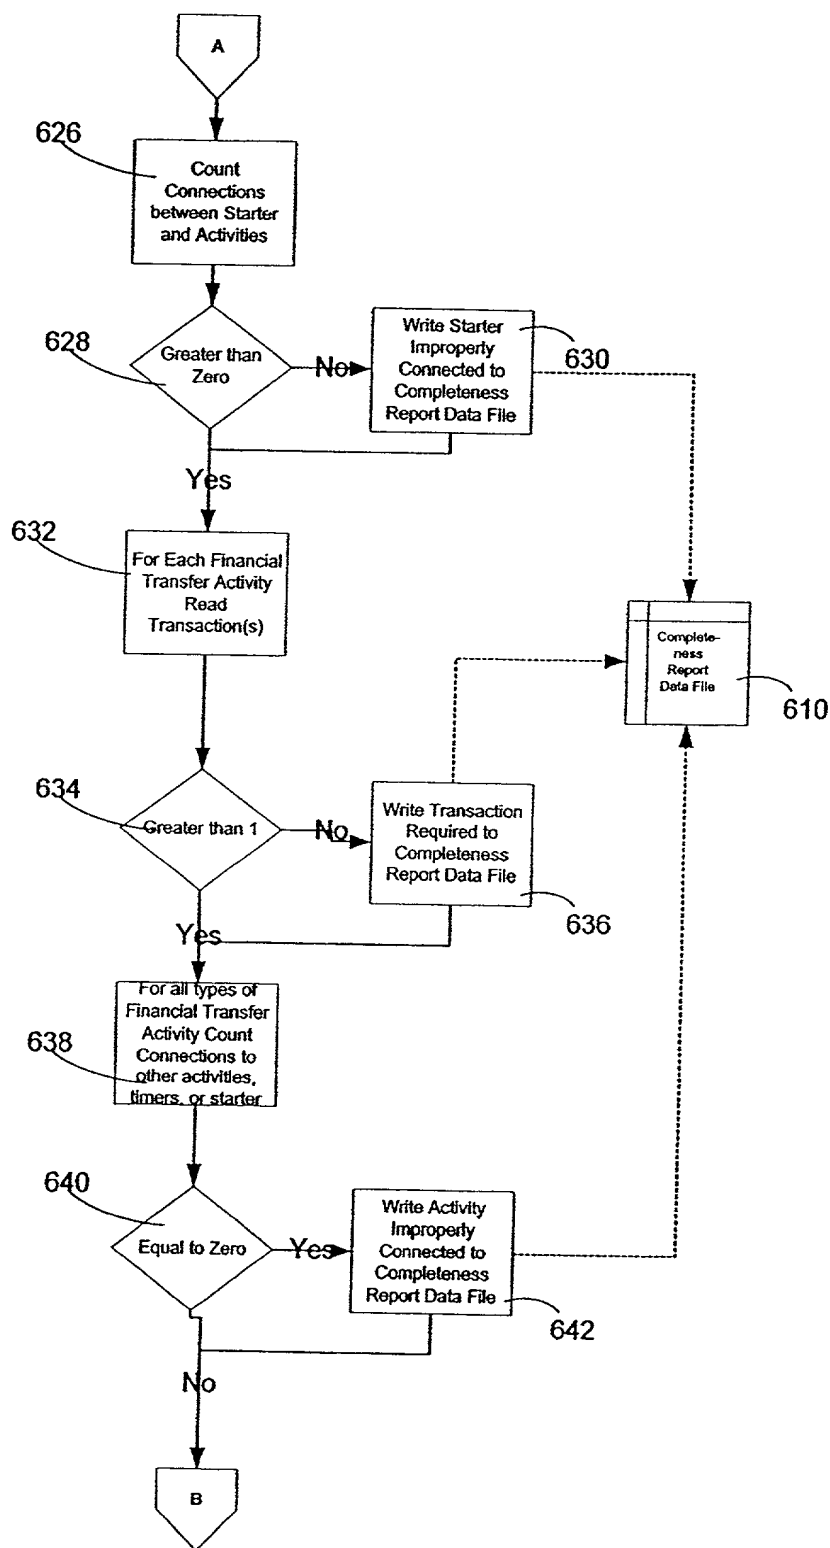 A
626
Count
Connections
between Starter
and Activities
628
Greater than
Zero
No
Write Starter
Improperly
Connected to
Completeness
Report Data File
630
Yes
632
For Each Financial
Transfer Activity
Read
Transaction(s)
Complete-
ness
Report
Data File
610
634
Greater than 1
No
Write Transaction
Required to
Completeness
Report Data File
636
Yes
638
For all types of
Financial Transfer
Activity Count
Connections to
other activities,
timers, or starter
640
Equal to Zero
Yes
Write Activity
Improperly
Connected to
Completeness
Report Data File
642
No
B